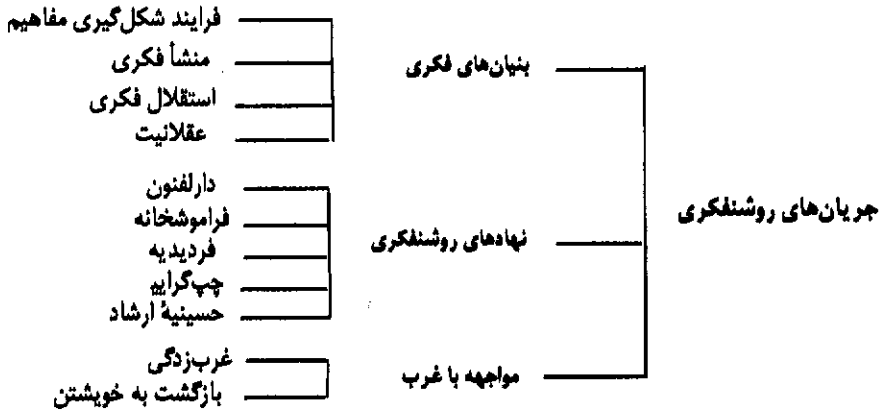 جریان‌های روشنفکری
بنیان‌های فکری
فرایند شکل‌گیری مفاهیم
منشأ فکری
استقلال فکری
عقلانیت
نهادهای روشنفکری
دارلفنون
فراموشخانه
فردیدیه
چپ‌گرایی
حسینیهٔ ارشاد
مواجهه با غرب
غرب‌زدگی
بازگشت به خویشتن